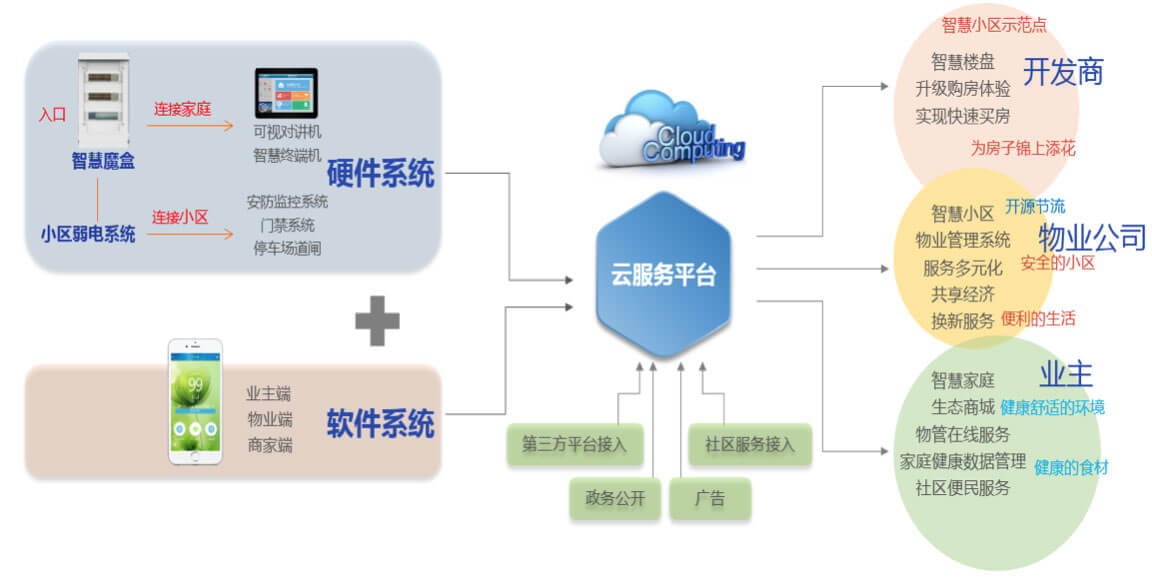 入口
连接家庭
智慧魔盒
可视对讲机
智慧终端机
硬件系统
小区弱电系统
连接小区
安防监控系统
门禁系统
停车场道闸
99
业主端
物业端
商家端
软件系统
Cloud
Computing
云服务平台
第三方平台接入
社区服务接入
政务公开
广告
智慧小区示范点
开发商
智慧楼盘
升级购房体验
实现快速买房
为房子锦上添花
智慧小区
开源节流
物业公司
物业管理系统
服务多元化
安全的小区
共享经济
换新服务
便利的生活
业主
智慧家庭
生态商城
健康舒适的环境
物管在线服务
家庭健康数据管理
健康的食材
社区便民服务